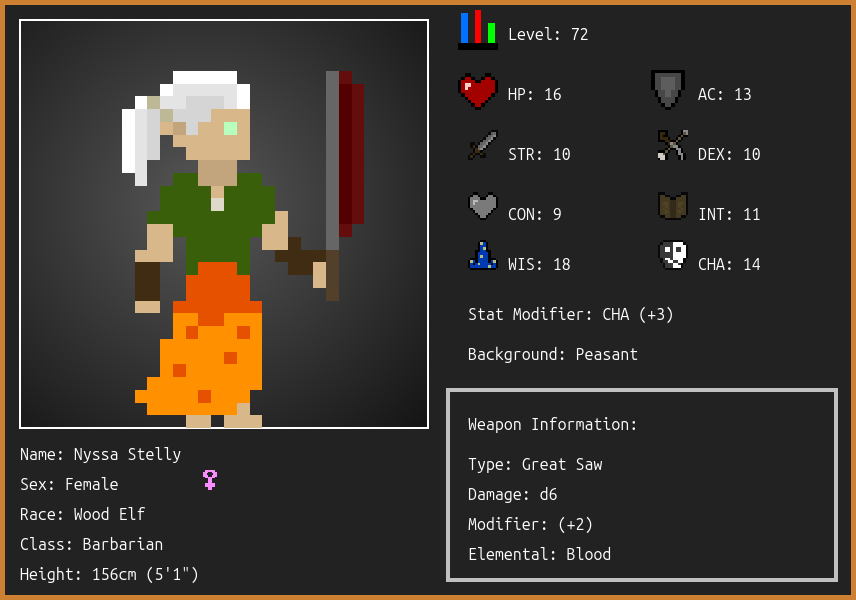 Level: 72
HP: 16
AC: 13
STR: 10
DEX: 10
CON: 9
INT: 11
WIS: 18
CHA: 14
Stat Modifier: CHA (+3)
Background: Peasant
Weapon Information:
Type: Great Saw
Damage: d6
Modifier: (+2)
Elemental: Blood
Name: Nyssa Stelly
Sex: Female
Race: Wood Elf
Class: Barbarian
Height: 156cm (5'1")